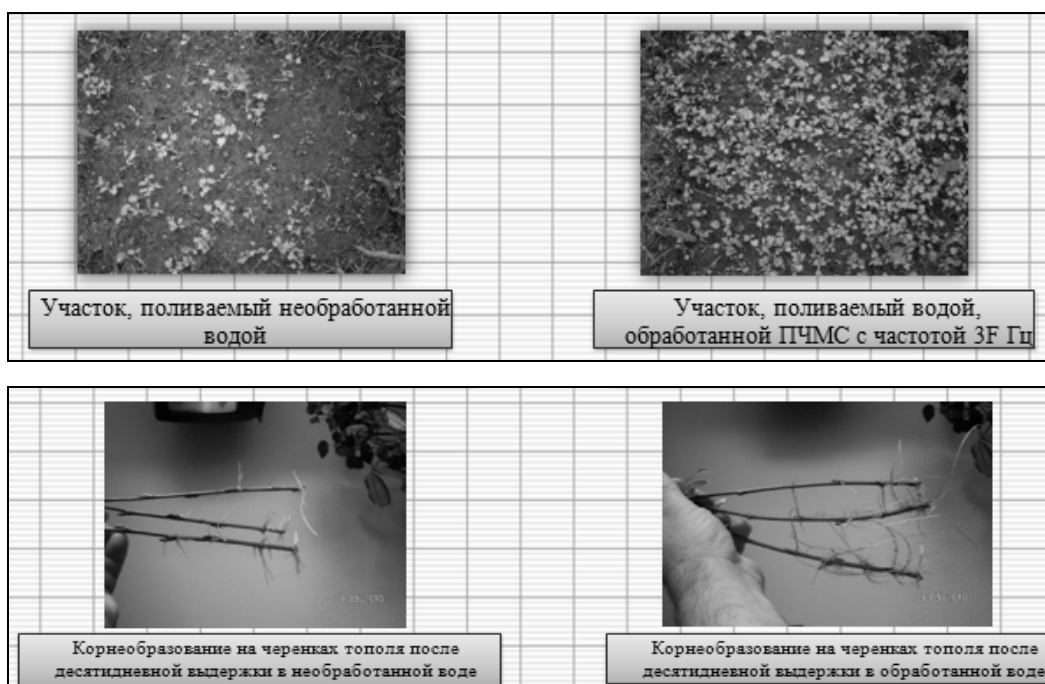 Участок, поливаемый необработанной
водой
Участок, поливаемый водой,
обработанной ПЧМС с частотой 3F Гц
Корнеобразование на черенках тополя после
десятидневной выдержки в необработанной воде
Корнеобразование на черенках тополя после
десятидневной выдержки в обработанной воде